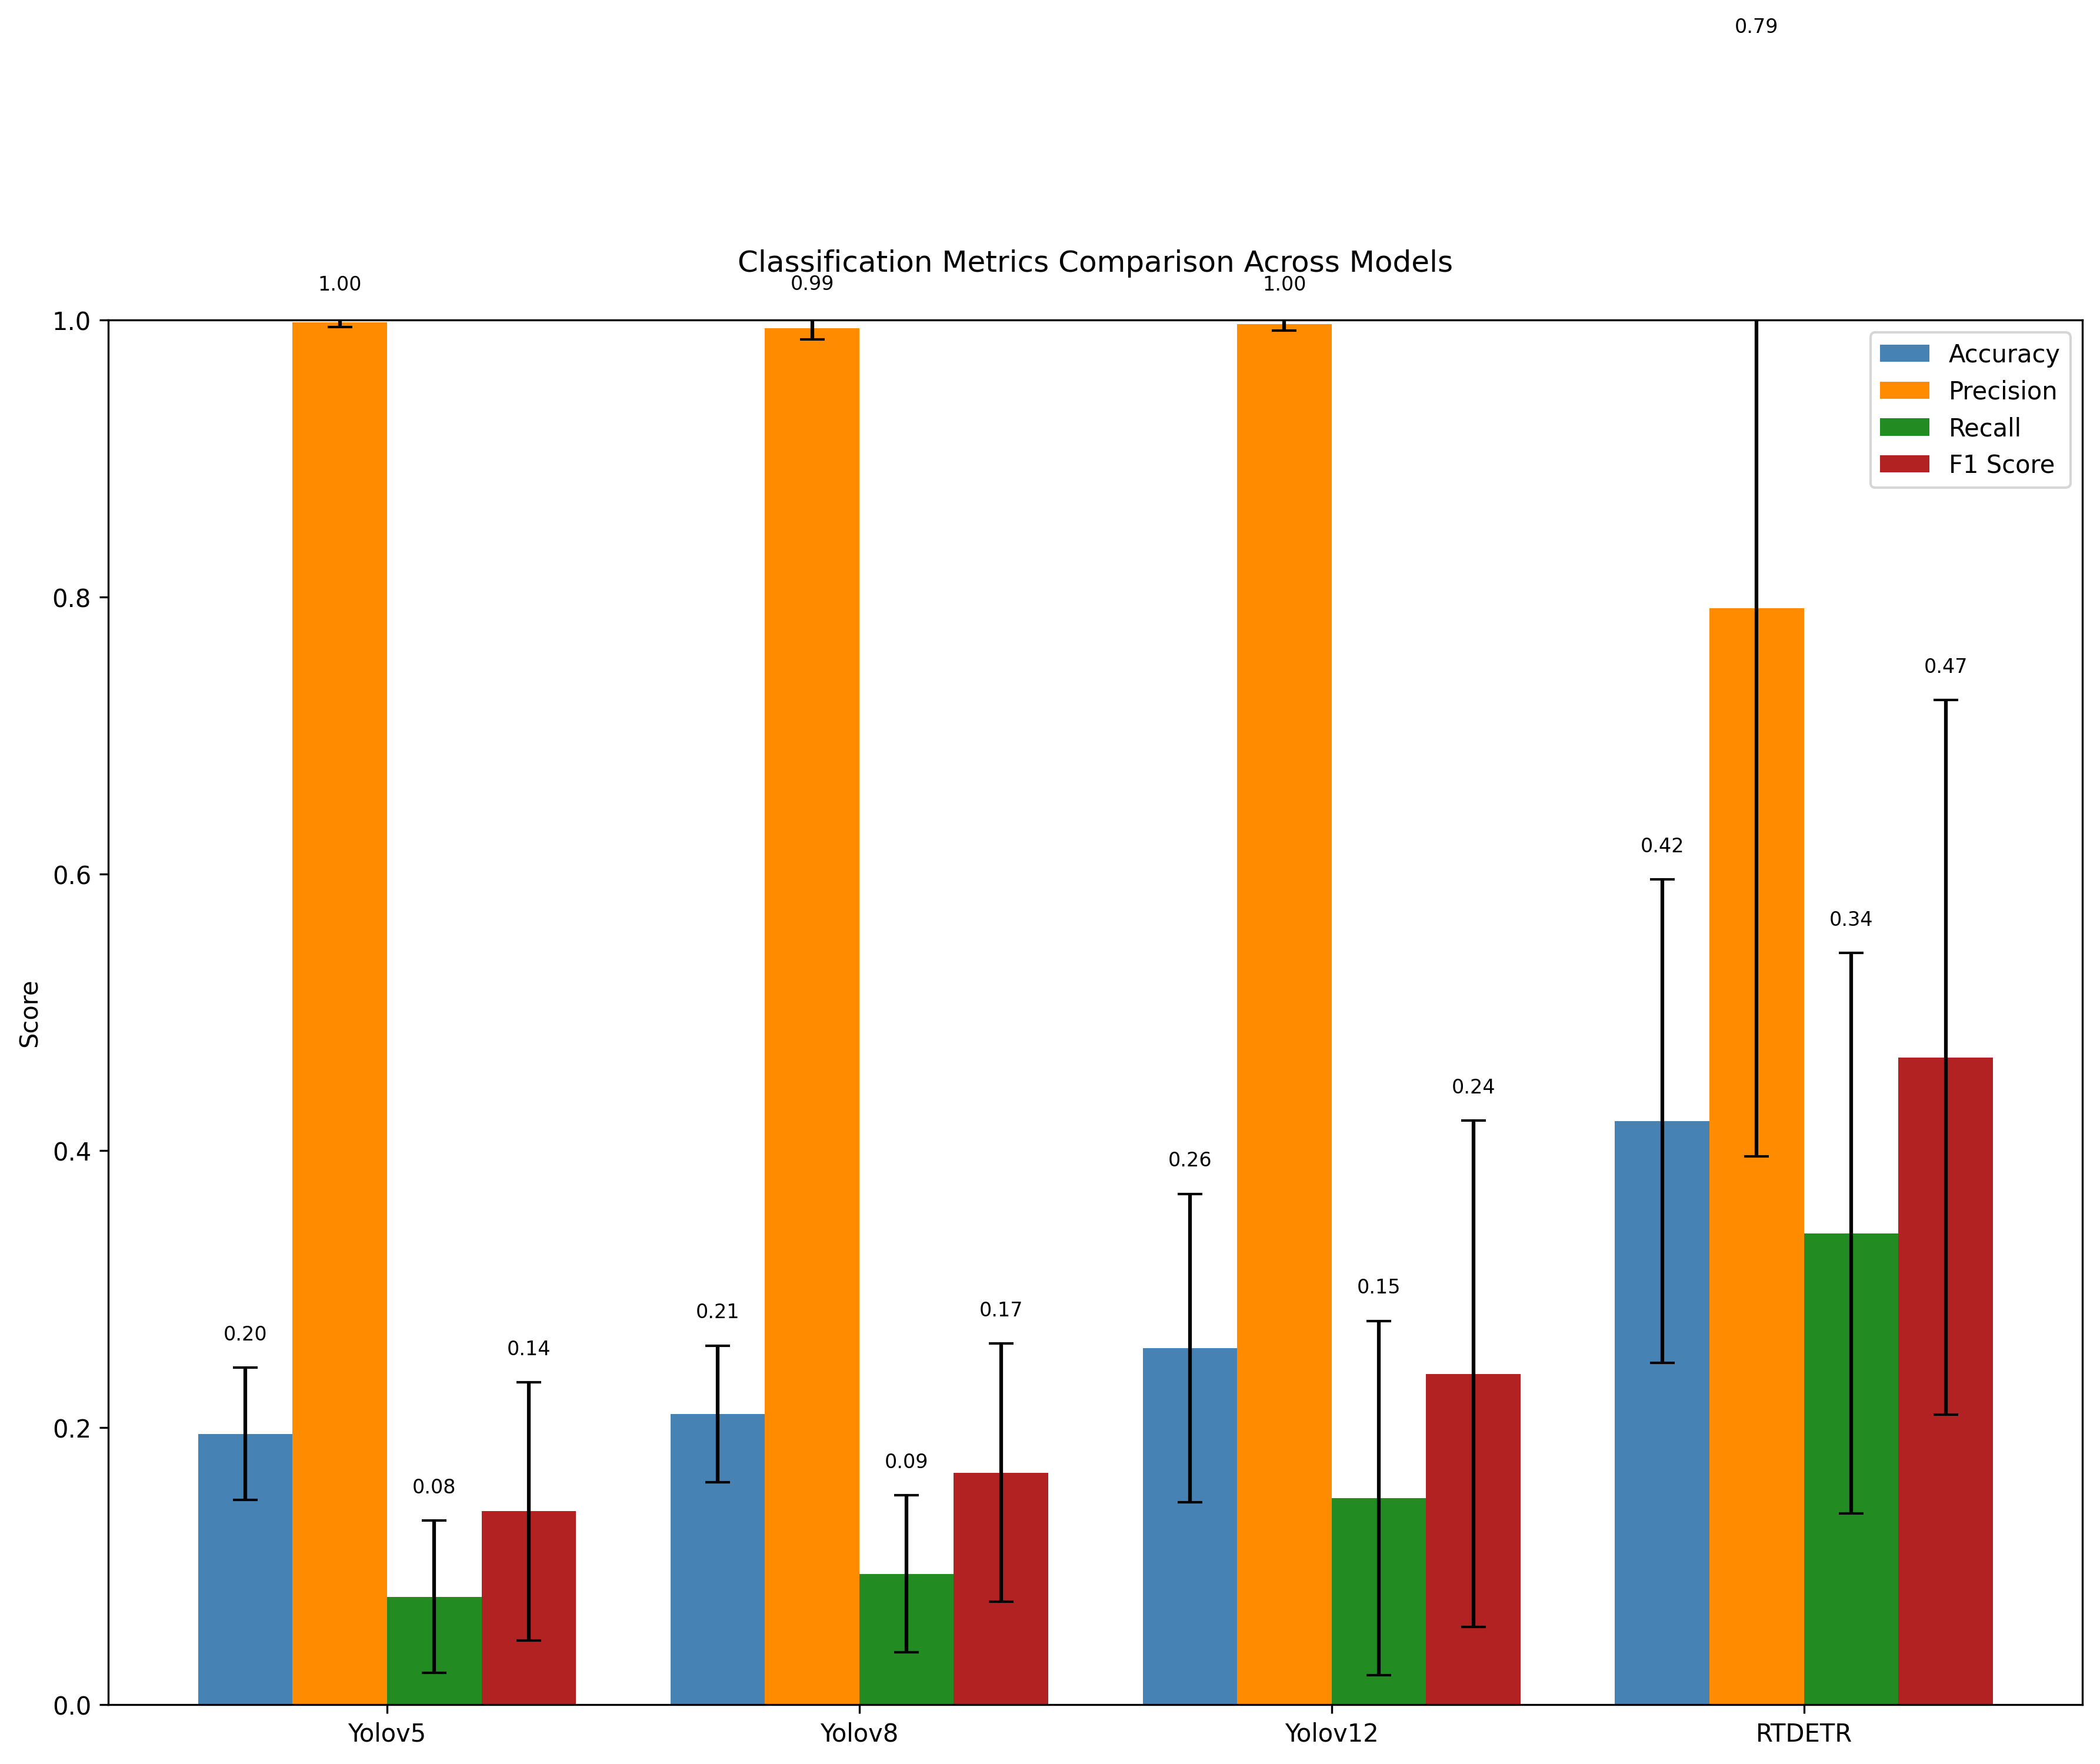 0.79
Classification Metrics Comparison Across Models
1.00
0.99
1.00
1.0
0.8
0.6
0.4
0.2
0.0
Score
Accuracy
Precision
Recall
F1 Score
0.20
0.08
0.14
0.21
0.09
0.17
0.26
0.15
0.24
0.42
0.34
0.47
Yolov5
Yolov8
Yolov12
RTDETR